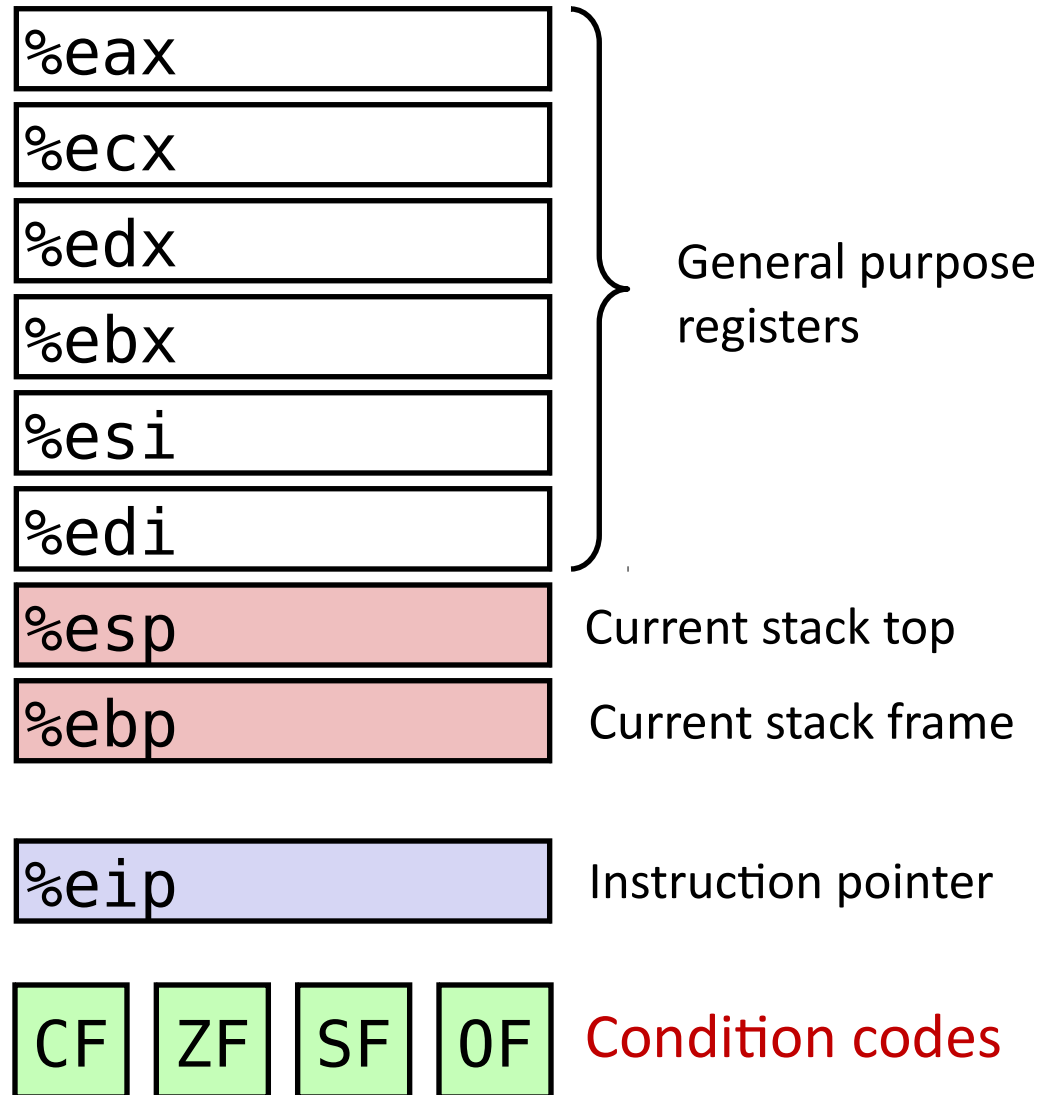 %eax
%ecx
%edx
General purpose
registers
%ebx
%esi
%edi
%esp Current stack top
%ebp Current stack frame
%eip Instruction pointer
CF ZF SF OF Condition codes